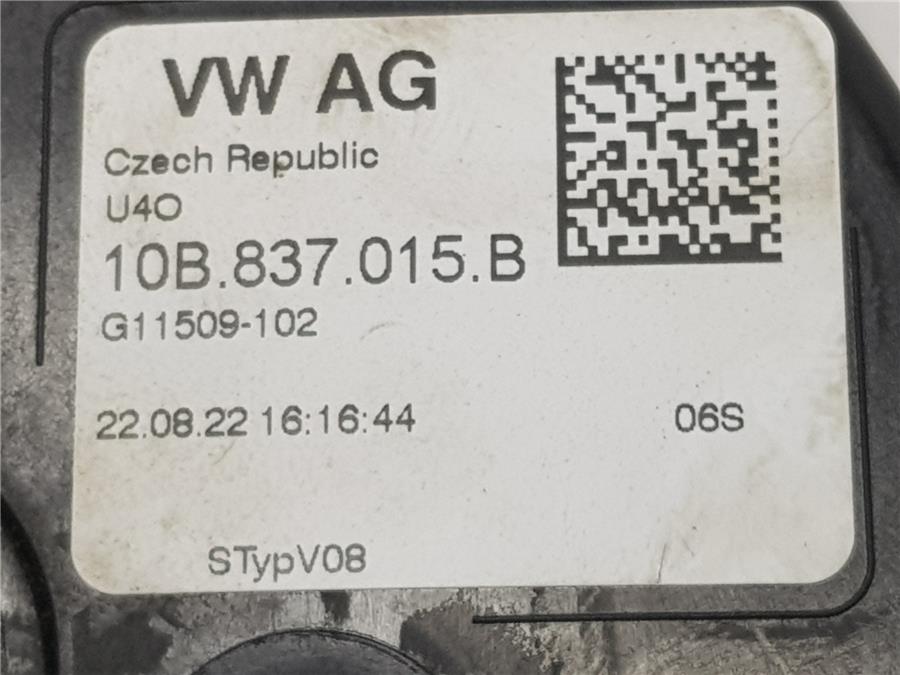 VW AG
Czech Republic
U4O
10B.837.015.B
G11509-102
22.08.22 16:16:44
06S
STypV08